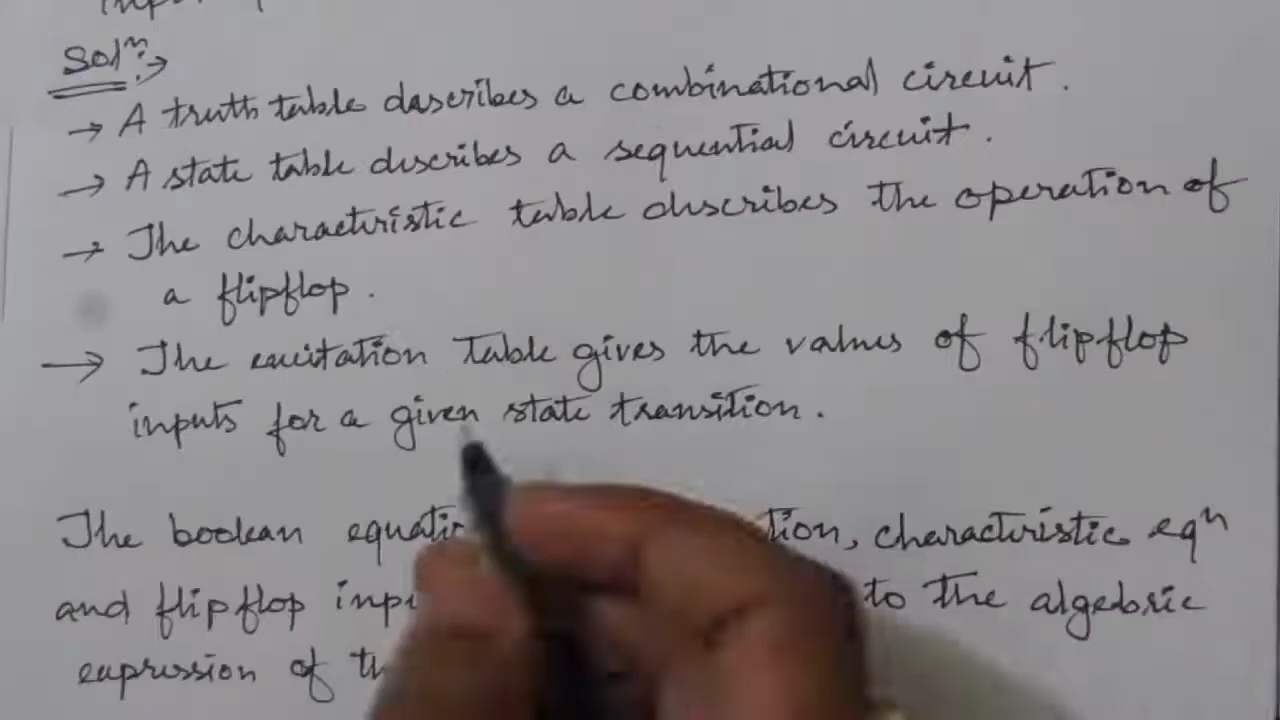 Solⁿ:→
→ A truth table dascribes a combinational circuit.
→ A state table describes a sequential circuit.
→ The characteristic table describes the operation of
a flipflop.
→ The excitation table gives the values of flipflop
inputs for a given state transition.
The boolean equati tion, characteristic eqⁿ
and flipflop inpu to the algebric
expression of th